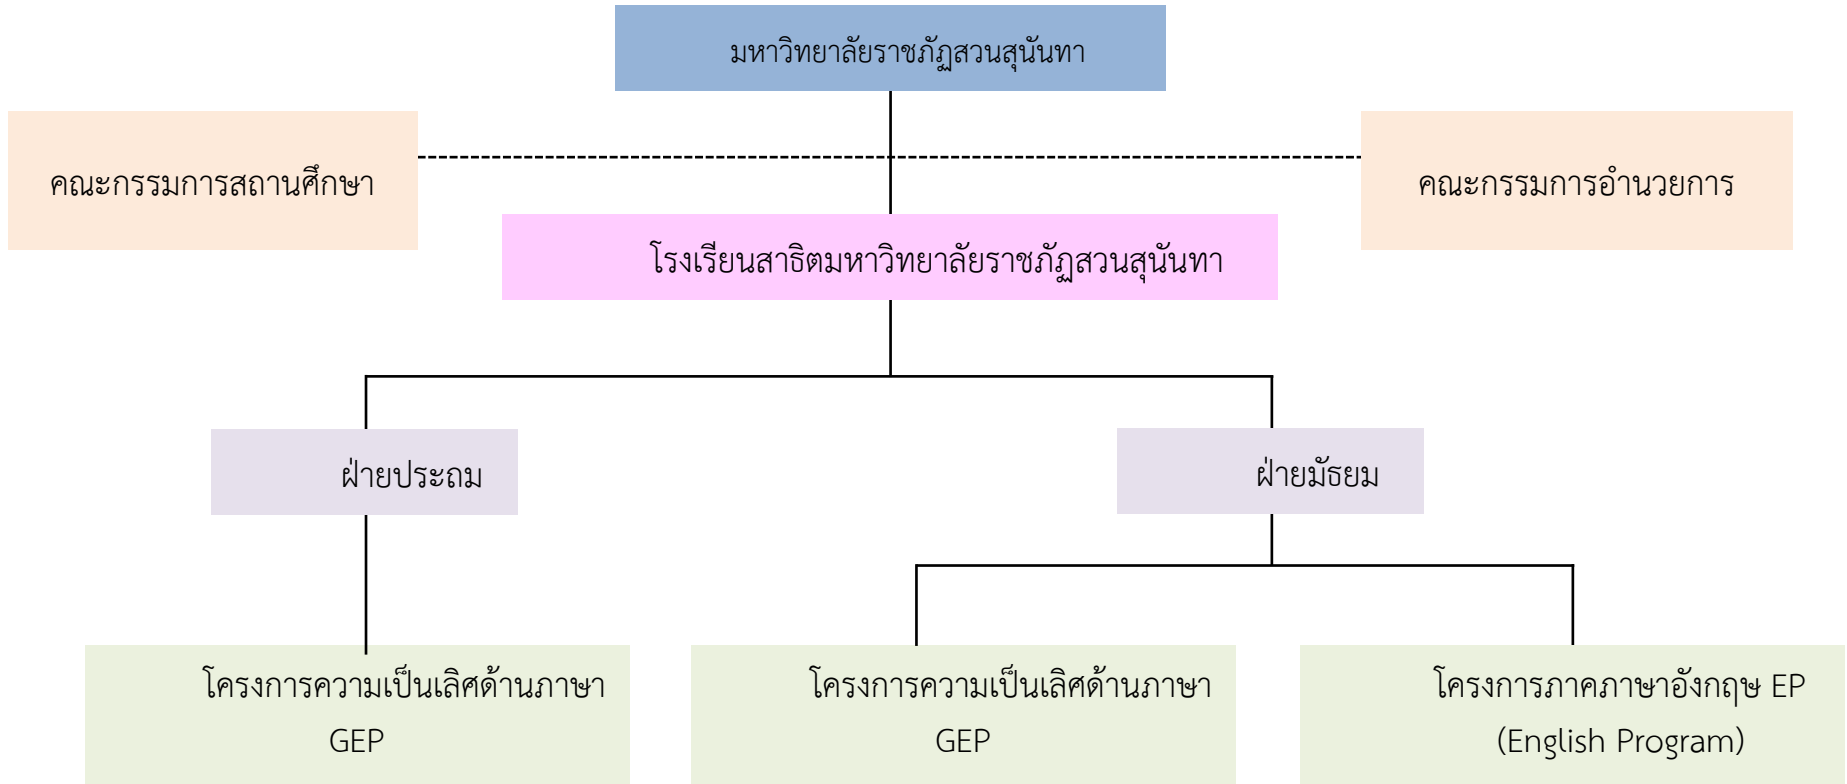 มหาวิทยาลัยราชภัฏสวนสุนันทา
คณะกรรมการสถานศึกษา
คณะกรรมการอำนวยการ
โรงเรียนสาธิตมหาวิทยาลัยราชภัฏสวนสุนันทา
ฝ่ายประถม
ฝ่ายมัธยม
โครงการความเป็นเลิศด้านภาษา
GEP
โครงการความเป็นเลิศด้านภาษา
GEP
โครงการภาคภาษาอังกฤษ EP
(English Program)